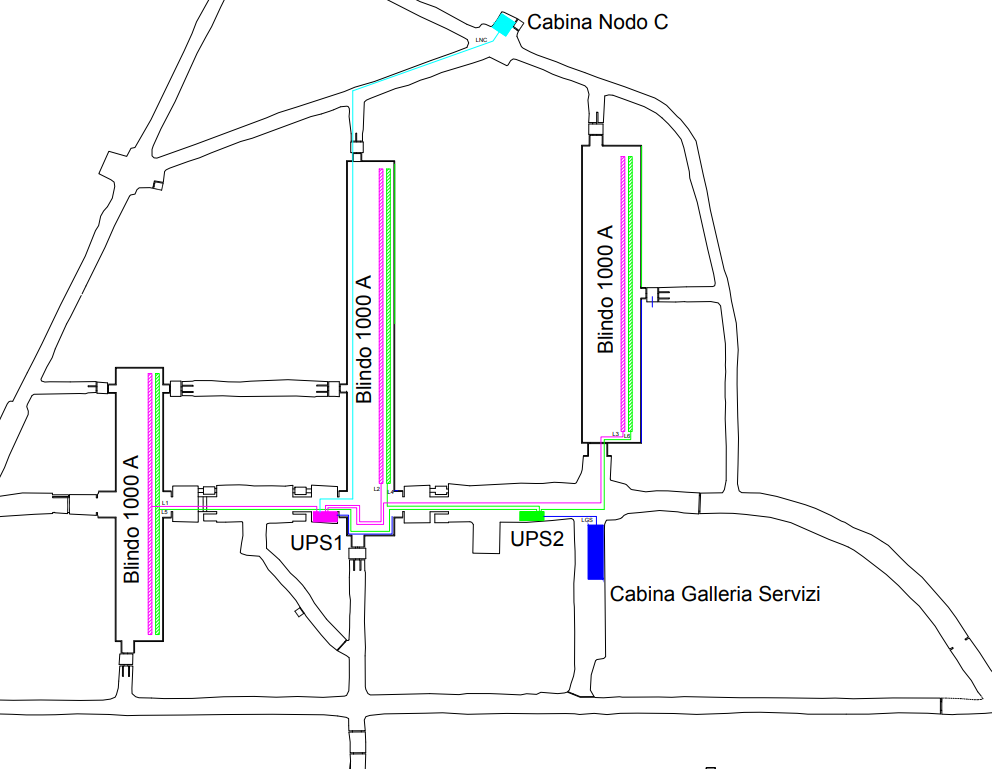 Cabina Nodo C
LNC
Blindo 1000 A
Blindo 1000 A
Blindo 1000 A
L3
L6
L2
L4
L1
L5
UPS1
UPS2
LGS
Cabina Galleria Servizi